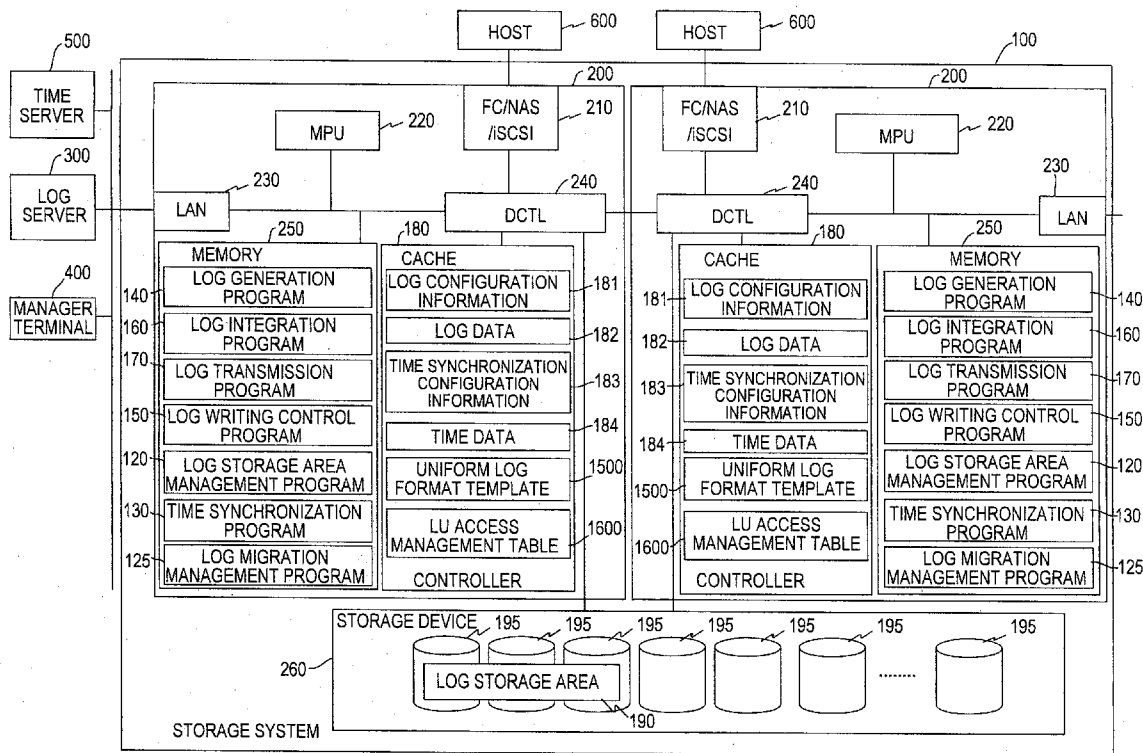 600
HOST
600
HOST
100
500
TIME
SERVER
200
FC/NAS
/iSCSI
210
220
MPU
200
FC/NAS
/iSCSI
210
220
MPU
300
LOG
SERVER
230
LAN
240
DCTL
240
DCTL
230
LAN
400
MANAGER
TERMINAL
250
MEMORY
LOG GENERATION
PROGRAM
140
LOG INTEGRATION
PROGRAM
160
LOG TRANSMISSION
PROGRAM
170
LOG WRITING CONTROL
PROGRAM
150
LOG STORAGE AREA
MANAGEMENT PROGRAM
120
TIME SYNCHRONIZATION
PROGRAM
130
LOG MIGRATION
MANAGEMENT PROGRAM
125
180
CACHE
LOG CONFIGURATION
INFORMATION
181
LOG DATA
182
TIME SYNCHRONIZATION
CONFIGURATION
INFORMATION
183
TIME DATA
184
UNIFORM LOG
FORMAT TEMPLATE
1500
LU ACCESS
MANAGEMENT TABLE
1600
CONTROLLER
180
CACHE
181
LOG CONFIGURATION
INFORMATION
182
LOG DATA
183
TIME SYNCHRONIZATION
CONFIGURATION
INFORMATION
184
TIME DATA
1500
UNIFORM LOG
FORMAT TEMPLATE
1600
LU ACCESS
MANAGEMENT TABLE
CONTROLLER
250
MEMORY
LOG GENERATION
PROGRAM
140
LOG INTEGRATION
PROGRAM
160
LOG TRANSMISSION
PROGRAM
170
LOG WRITING CONTROL
PROGRAM
150
LOG STORAGE AREA
MANAGEMENT PROGRAM
120
TIME SYNCHRONIZATION
PROGRAM
130
LOG MIGRATION
MANAGEMENT PROGRAM
125
STORAGE DEVICE
195
195
195
195
195
195
195
260
LOG STORAGE AREA
190
STORAGE SYSTEM